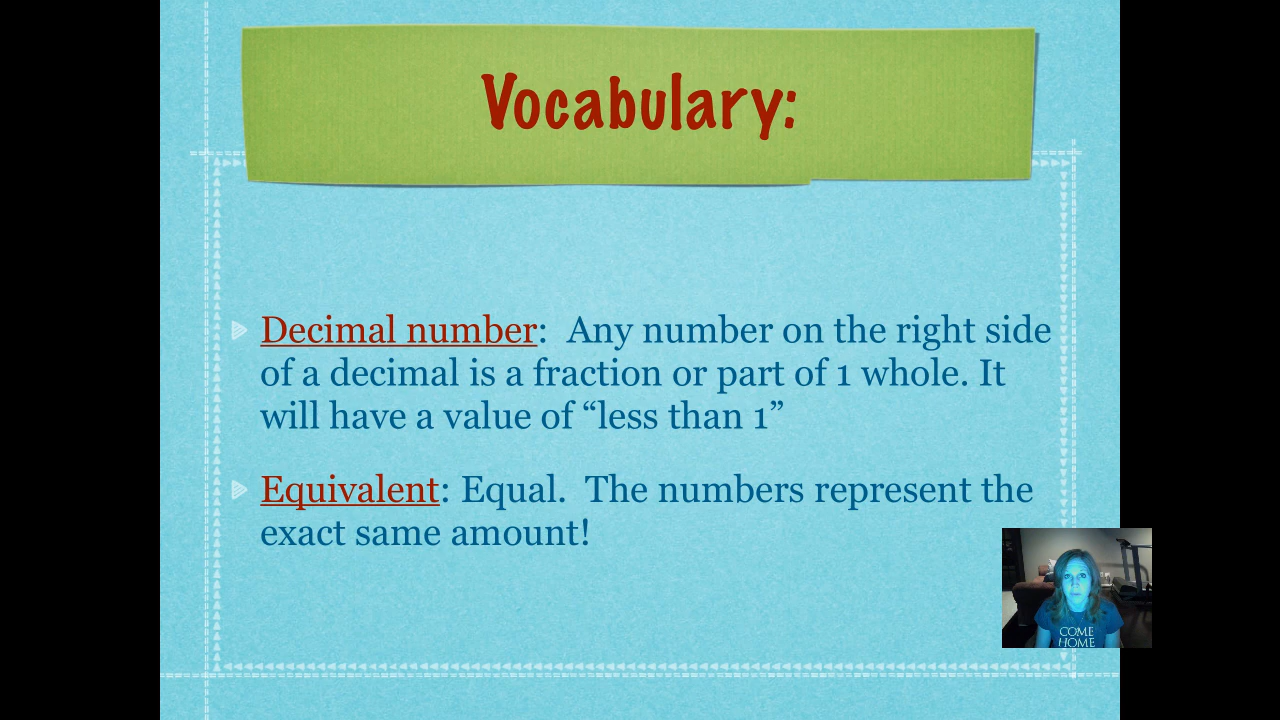 Vocabulary:
Decimal number:  Any number on the right side
of a decimal is a fraction or part of 1 whole. It
will have a value of “less than 1”
Equivalent: Equal.  The numbers represent the
exact same amount!
COME
HOME